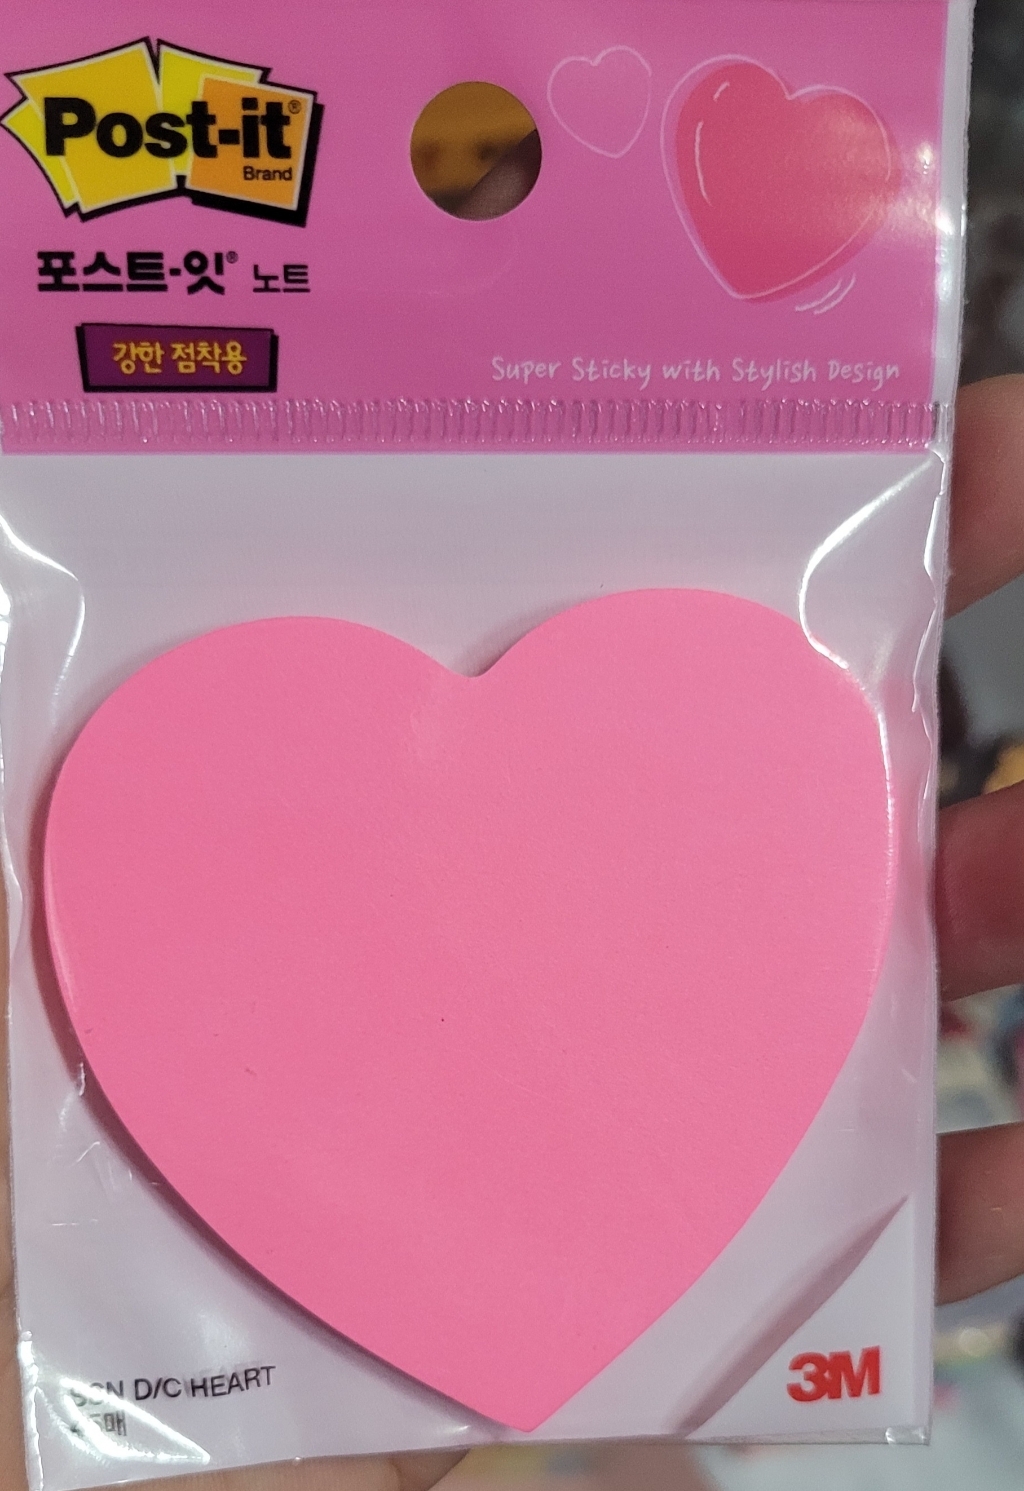 Post-it®
Brand
포스트-잇® 노트
강한 점착용
Super Sticky with Stylish Design
D/C HEART
3M